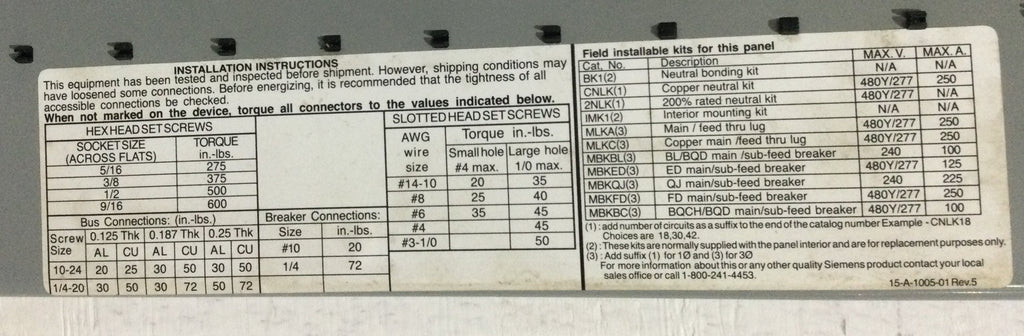 INSTALLATION INSTRUCTIONS
This equipment has been tested and inspected before shipment. However, shipping conditions may
have loosened some connections. Before energizing, it is recommended that the tightness of all
accessible connections be checked.
When not marked on the device, torque all connectors to the values indicated below.
HEX HEAD SET SCREWS
SOCKET SIZE (ACROSS FLATS) TORQUE in.-lbs.
5/16 275
3/8 375
1/2 500
9/16 600
Bus Connections: (in.-lbs.)
Screw Size 0.125 Thk 0.187 Thk 0.25 Thk
AL CU AL CU AL CU
10-24 20 25 30 50 30 50
1/4-20 30 50 30 72 50 72
Breaker Connections:
Size in.-lbs.
#10 20
1/4 72
SLOTTED HEAD SET SCREWS
AWG wire size Torque in.-lbs.
Small hole #4 max. Large hole 1/0 max.
#14-10 20 35
#8 25 40
#6 35 45
#4 45
#3-1/0 50
Field installable kits for this panel
Cat. No. Description MAX. V. MAX. A.
BK1(2) Neutral bonding kit N/A N/A
CNLK(1) Copper neutral kit 480Y/277 250
2NLK(1) 200% rated neutral kit 480Y/277 250
IMK1(2) Interior mounting kit N/A N/A
MLKA(3) Main / feed thru lug 480Y/277 250
MLKC(3) Copper main /feed thru lug 480Y/277 250
MBKBL(3) BL/BQD main /sub-feed breaker 240 100
MBKED(3) ED main/sub-feed breaker 480Y/277 125
MBKQJ(3) QJ main/sub-feed breaker 240 225
MBKFD(3) FD main/sub-feed breaker 480Y/277 250
MBKBC(3) BQCH/BQD main/sub-feed breaker 480Y/277 100
(1) : add number of circuits as a suffix to the end of the catalog number Example - CNLK18
Choices are 18,30,42.
(2) : These kits are normally supplied with the panel interior and are for replacement purposes only.
(3) : Add suffix (1) for 1Ø and (3) for 3Ø
For more information about this or any other quality Siemens product contact your local
sales office or call 1-800-241-4453.
15-A-1005-01 Rev.5